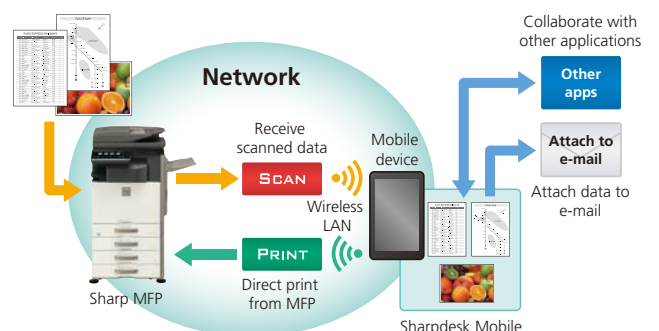 Collaborate with
other applications
Other
apps
Network
Receive
scanned data
Mobile
device
SCAN
Attach to
e-mail
Wireless
LAN
Attach data to
e-mail
PRINT
Sharp MFP
Direct print
from MFP
Sharpdesk Mobile